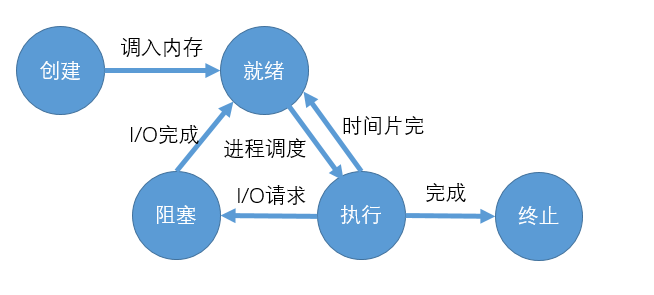 调入内存
创建
就绪
I/O完成
进程调度
时间片完
I/O请求
完成
阻塞
执行
终止